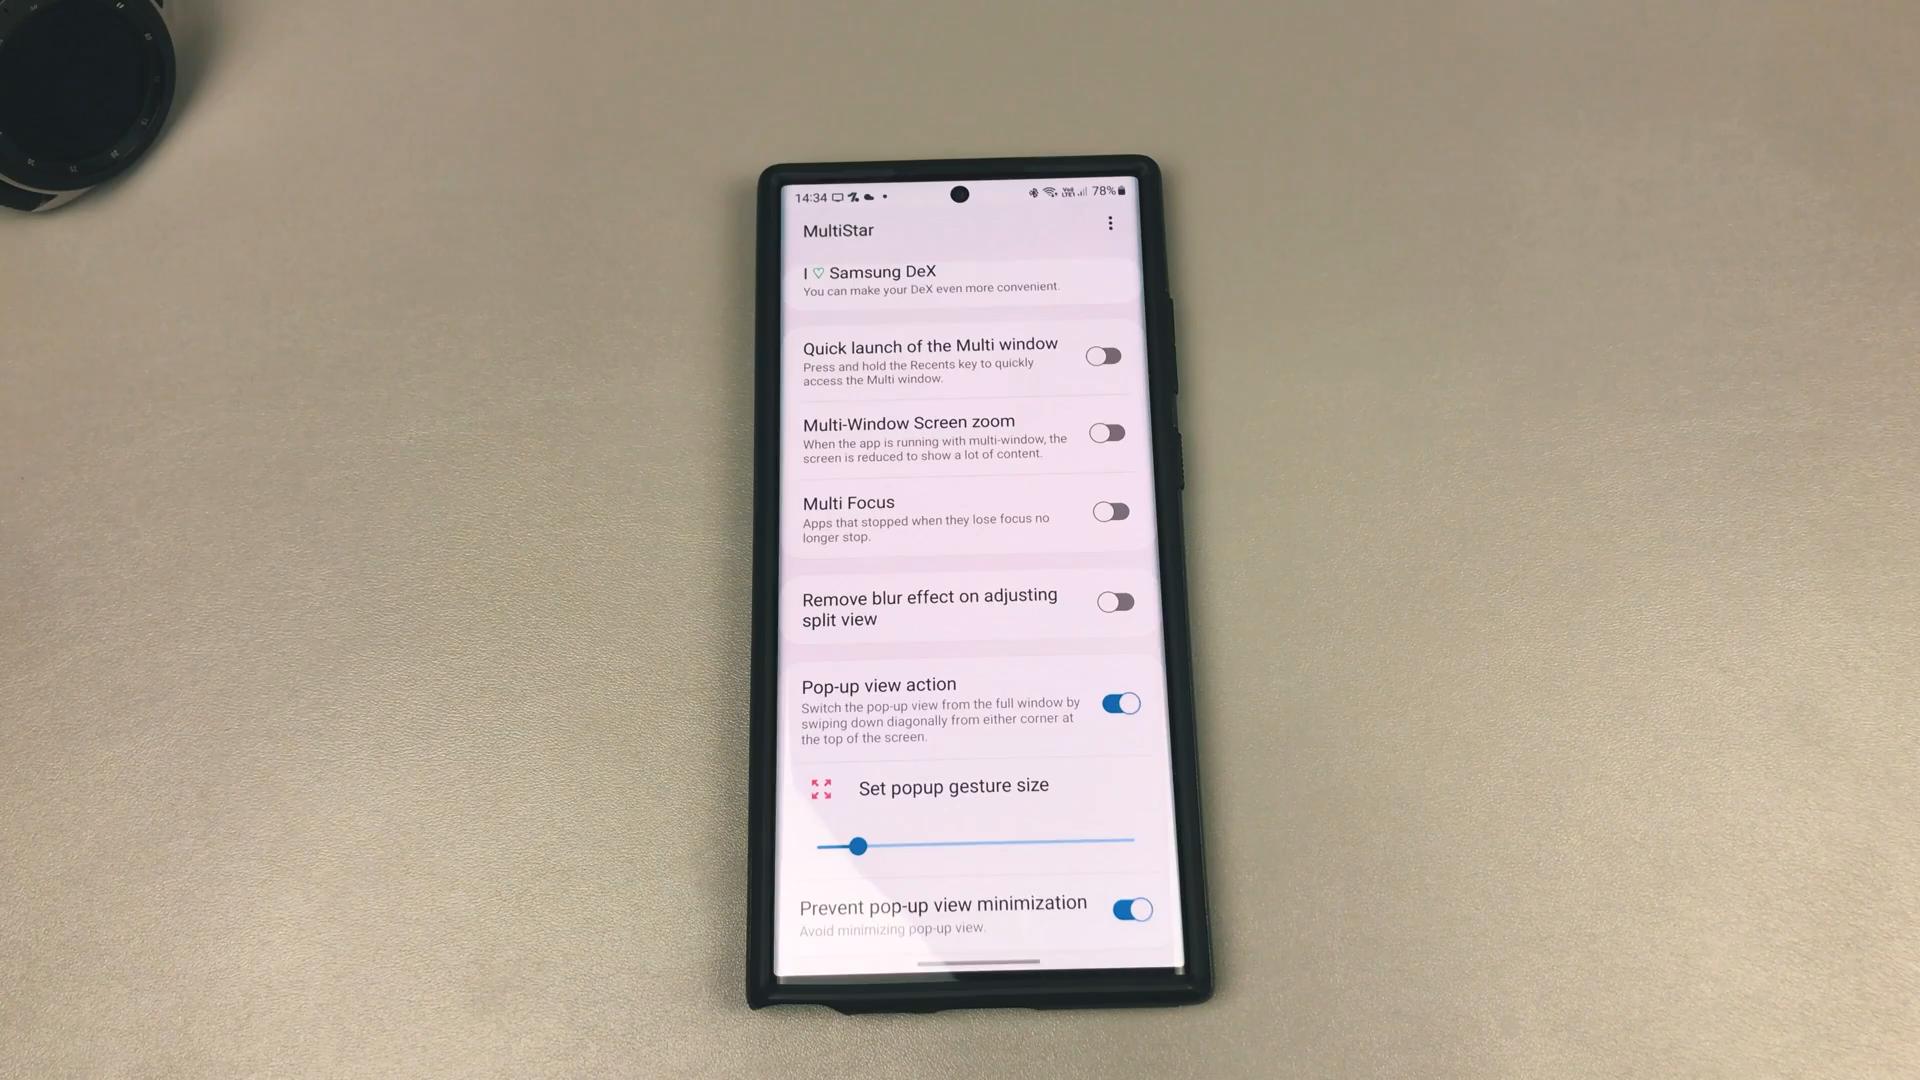 14:34
78%
MultiStar
I ♡ Samsung DeX
You can make your DeX even more convenient.
Quick launch of the Multi window
Press and hold the Recents key to quickly
access the Multi window.
Multi-Window Screen zoom
When the app is running with multi-window, the
screen is reduced to show a lot of content.
Multi Focus
Apps that stopped when they lose focus no
longer stop.
Remove blur effect on adjusting
split view
Pop-up view action
Switch the pop-up view from the full window by
swiping down diagonally from either corner at
the top of the screen.
Set popup gesture size
Prevent pop-up view minimization
Avoid minimizing pop-up view.